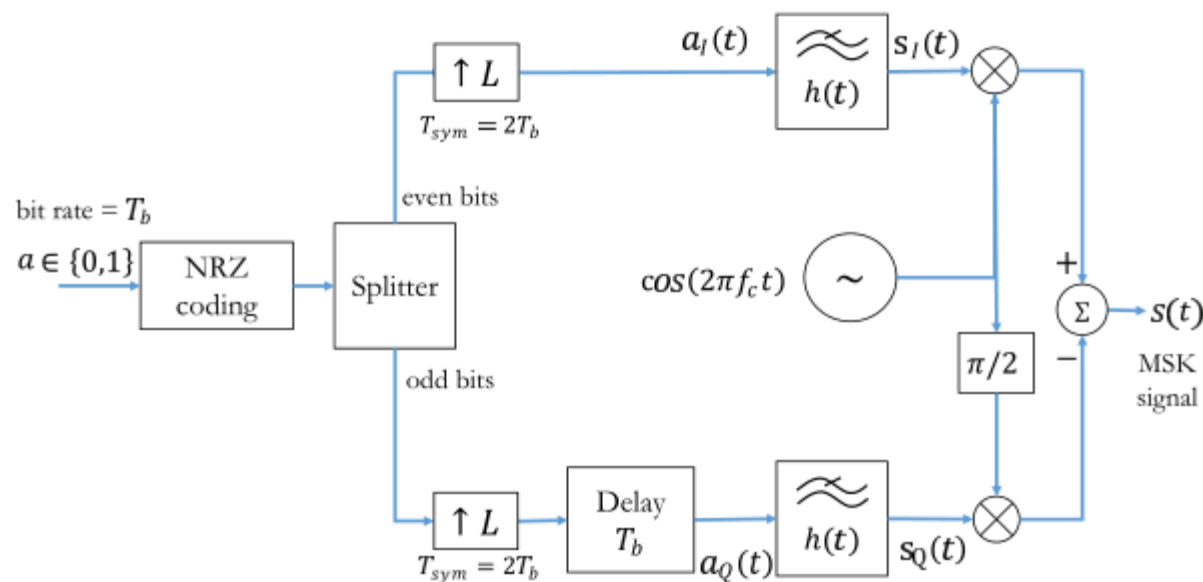 ↑ L
T_sym = 2T_b
a_I(t)
h(t)
s_I(t)
even bits
bit rate = T_b
a ∈ {0,1}
NRZ
coding
Splitter
cos(2πf_c t)
~
+
Σ
s(t)
−
MSK
signal
π/2
odd bits
↑ L
T_sym = 2T_b
Delay
T_b
a_Q(t)
h(t)
s_Q(t)